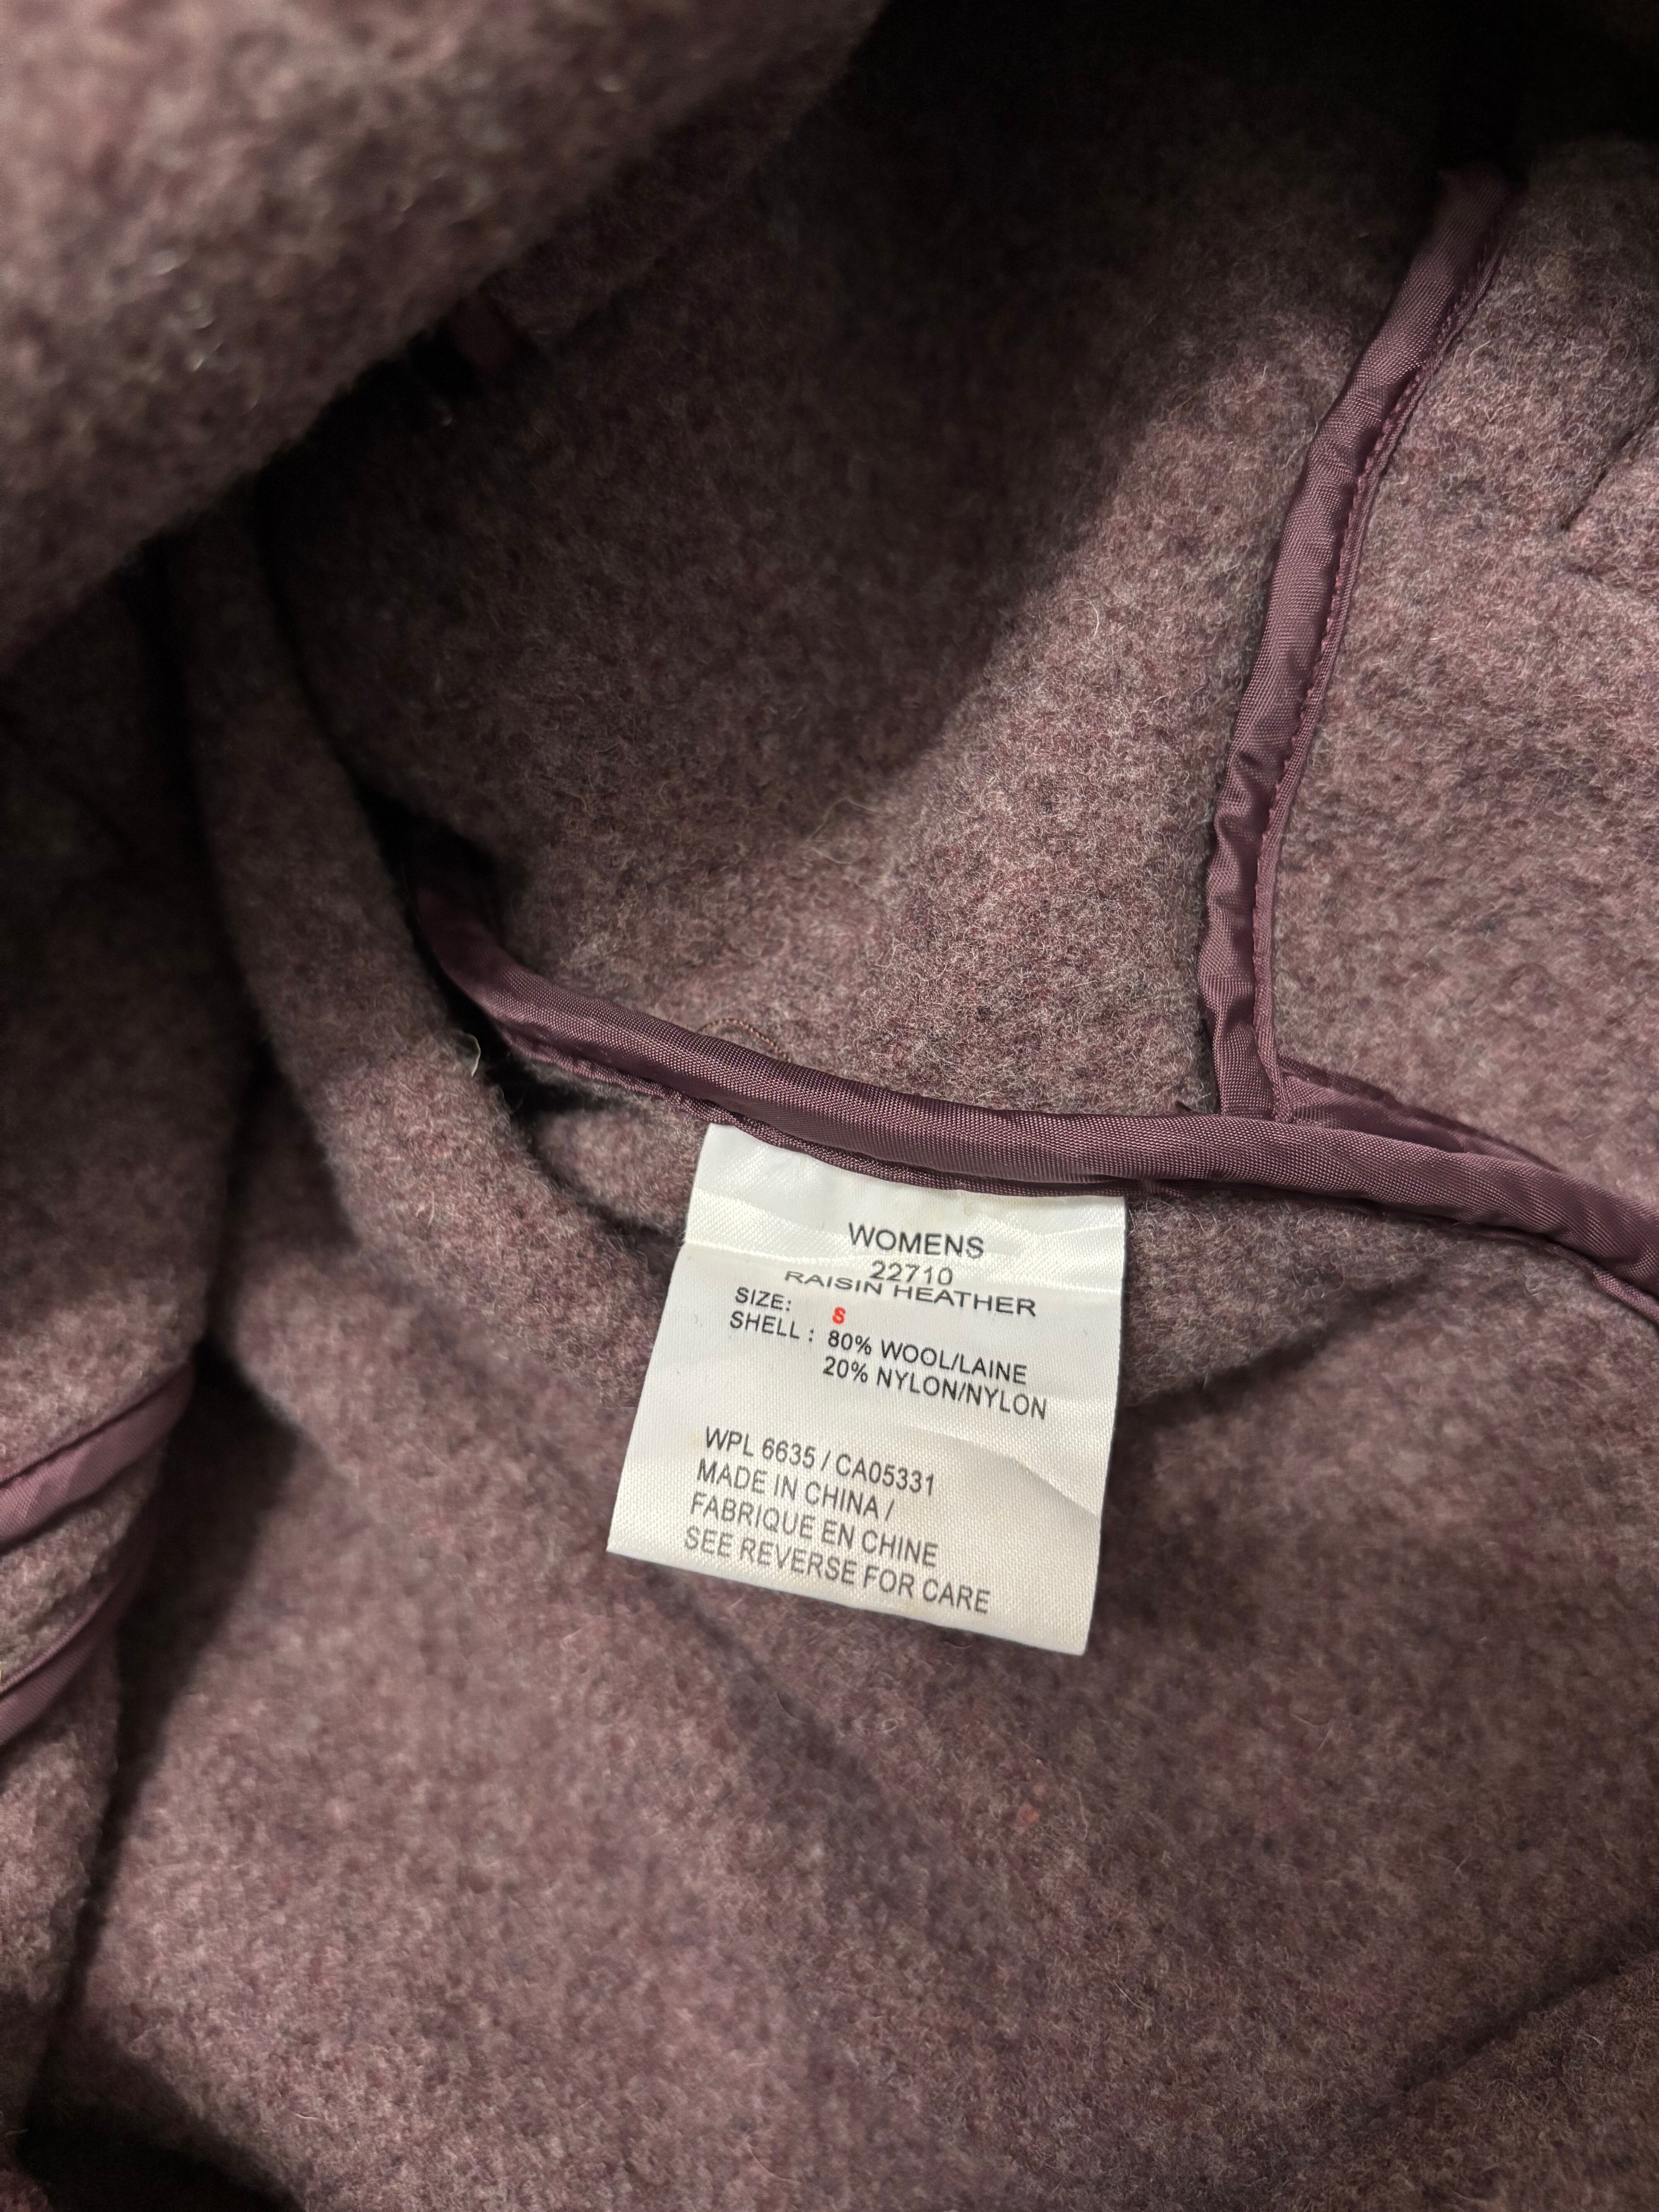 WOMENS
22710
RAISIN HEATHER
SIZE: S
SHELL : 80% WOOL/LAINE
20% NYLON/NYLON
WPL 6635 / CA05331
MADE IN CHINA /
FABRIQUE EN CHINE
SEE REVERSE FOR CARE